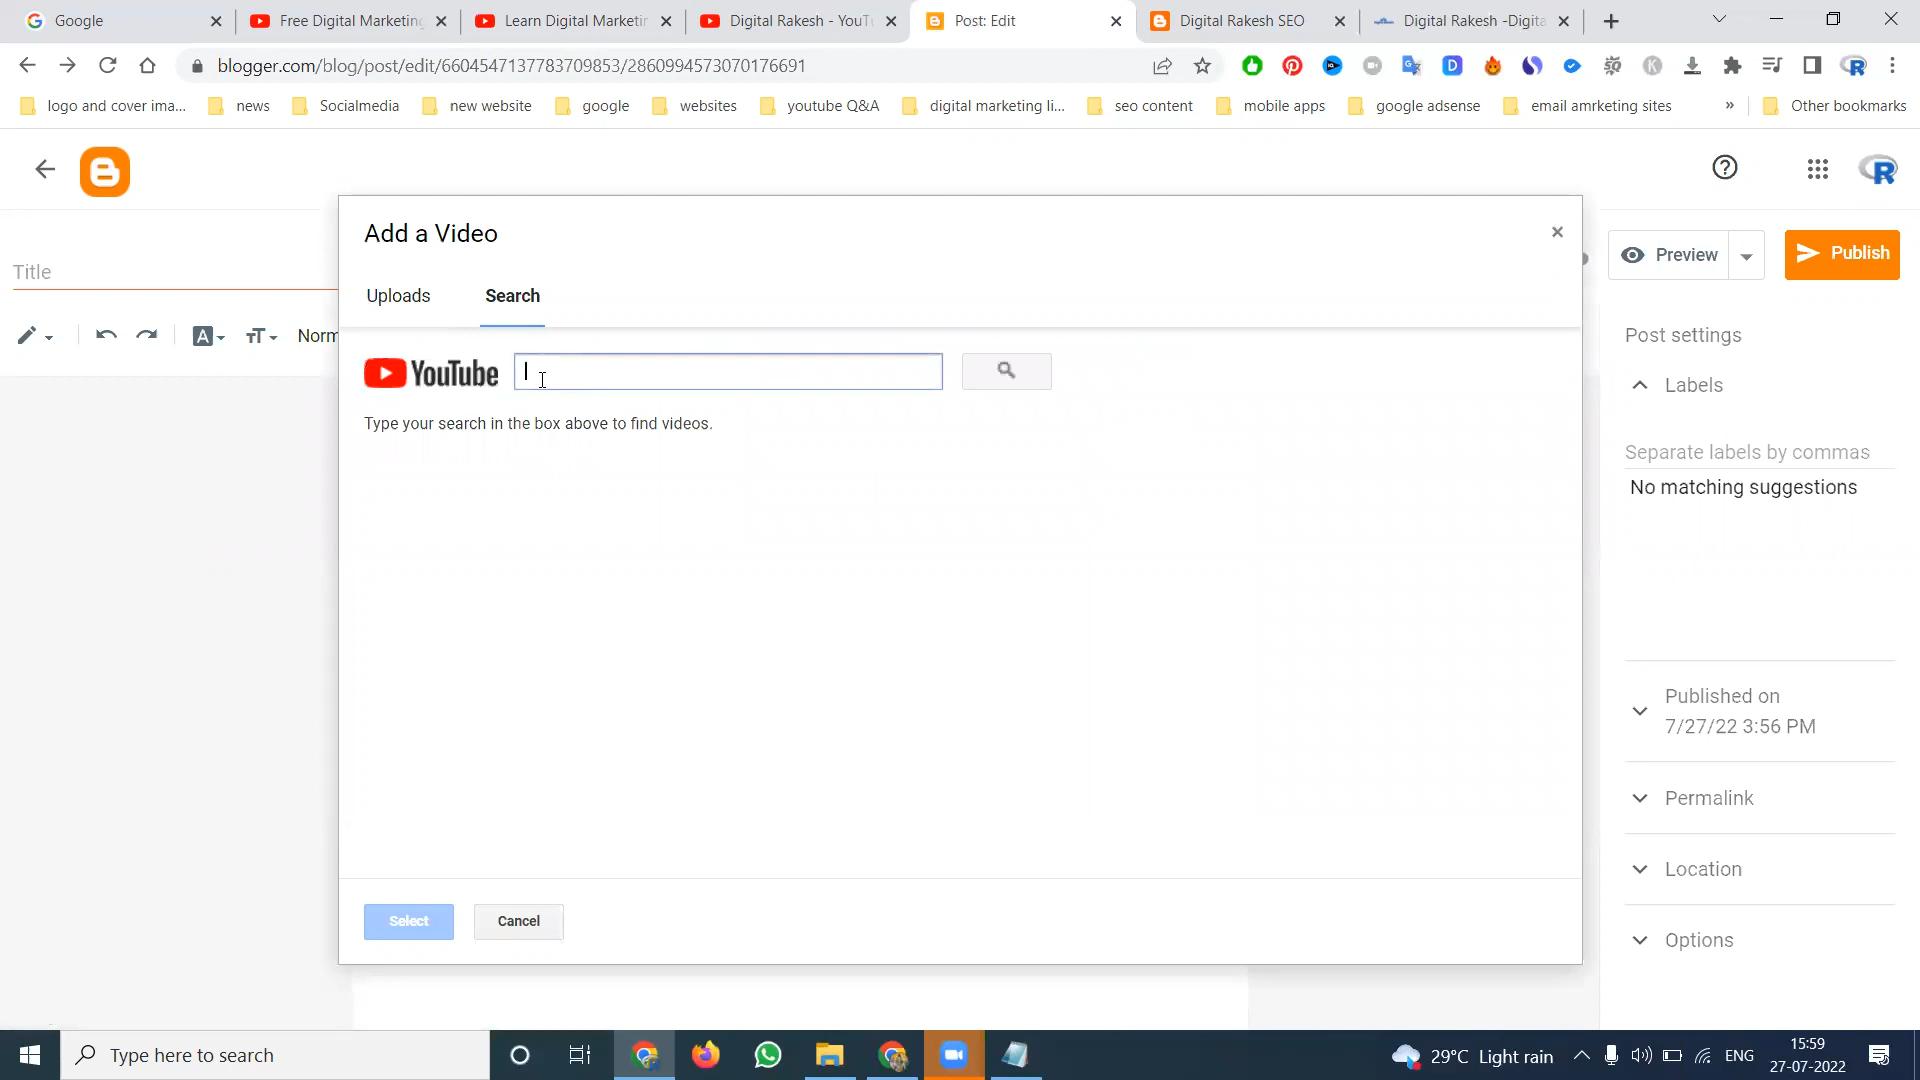 Google
Free Digital Marketing
Learn Digital Marketin
Digital Rakesh - YouTu
Post: Edit
Digital Rakesh SEO
Digital Rakesh -Digita
blogger.com/blog/post/edit/6604547137783709853/2860994573070176691
logo and cover ima...
news
Socialmedia
new website
google
websites
youtube Q&A
digital marketing li...
seo content
mobile apps
google adsense
email amrketing sites
»
Other bookmarks
Add a Video
Title
Preview
Publish
Uploads
Search
Norm
Post settings
YouTube
Labels
Type your search in the box above to find videos.
Separate labels by commas
No matching suggestions
Published on
7/27/22 3:56 PM
Permalink
Location
Select
Cancel
Options
Type here to search
29°C Light rain
ENG
15:59
27-07-2022